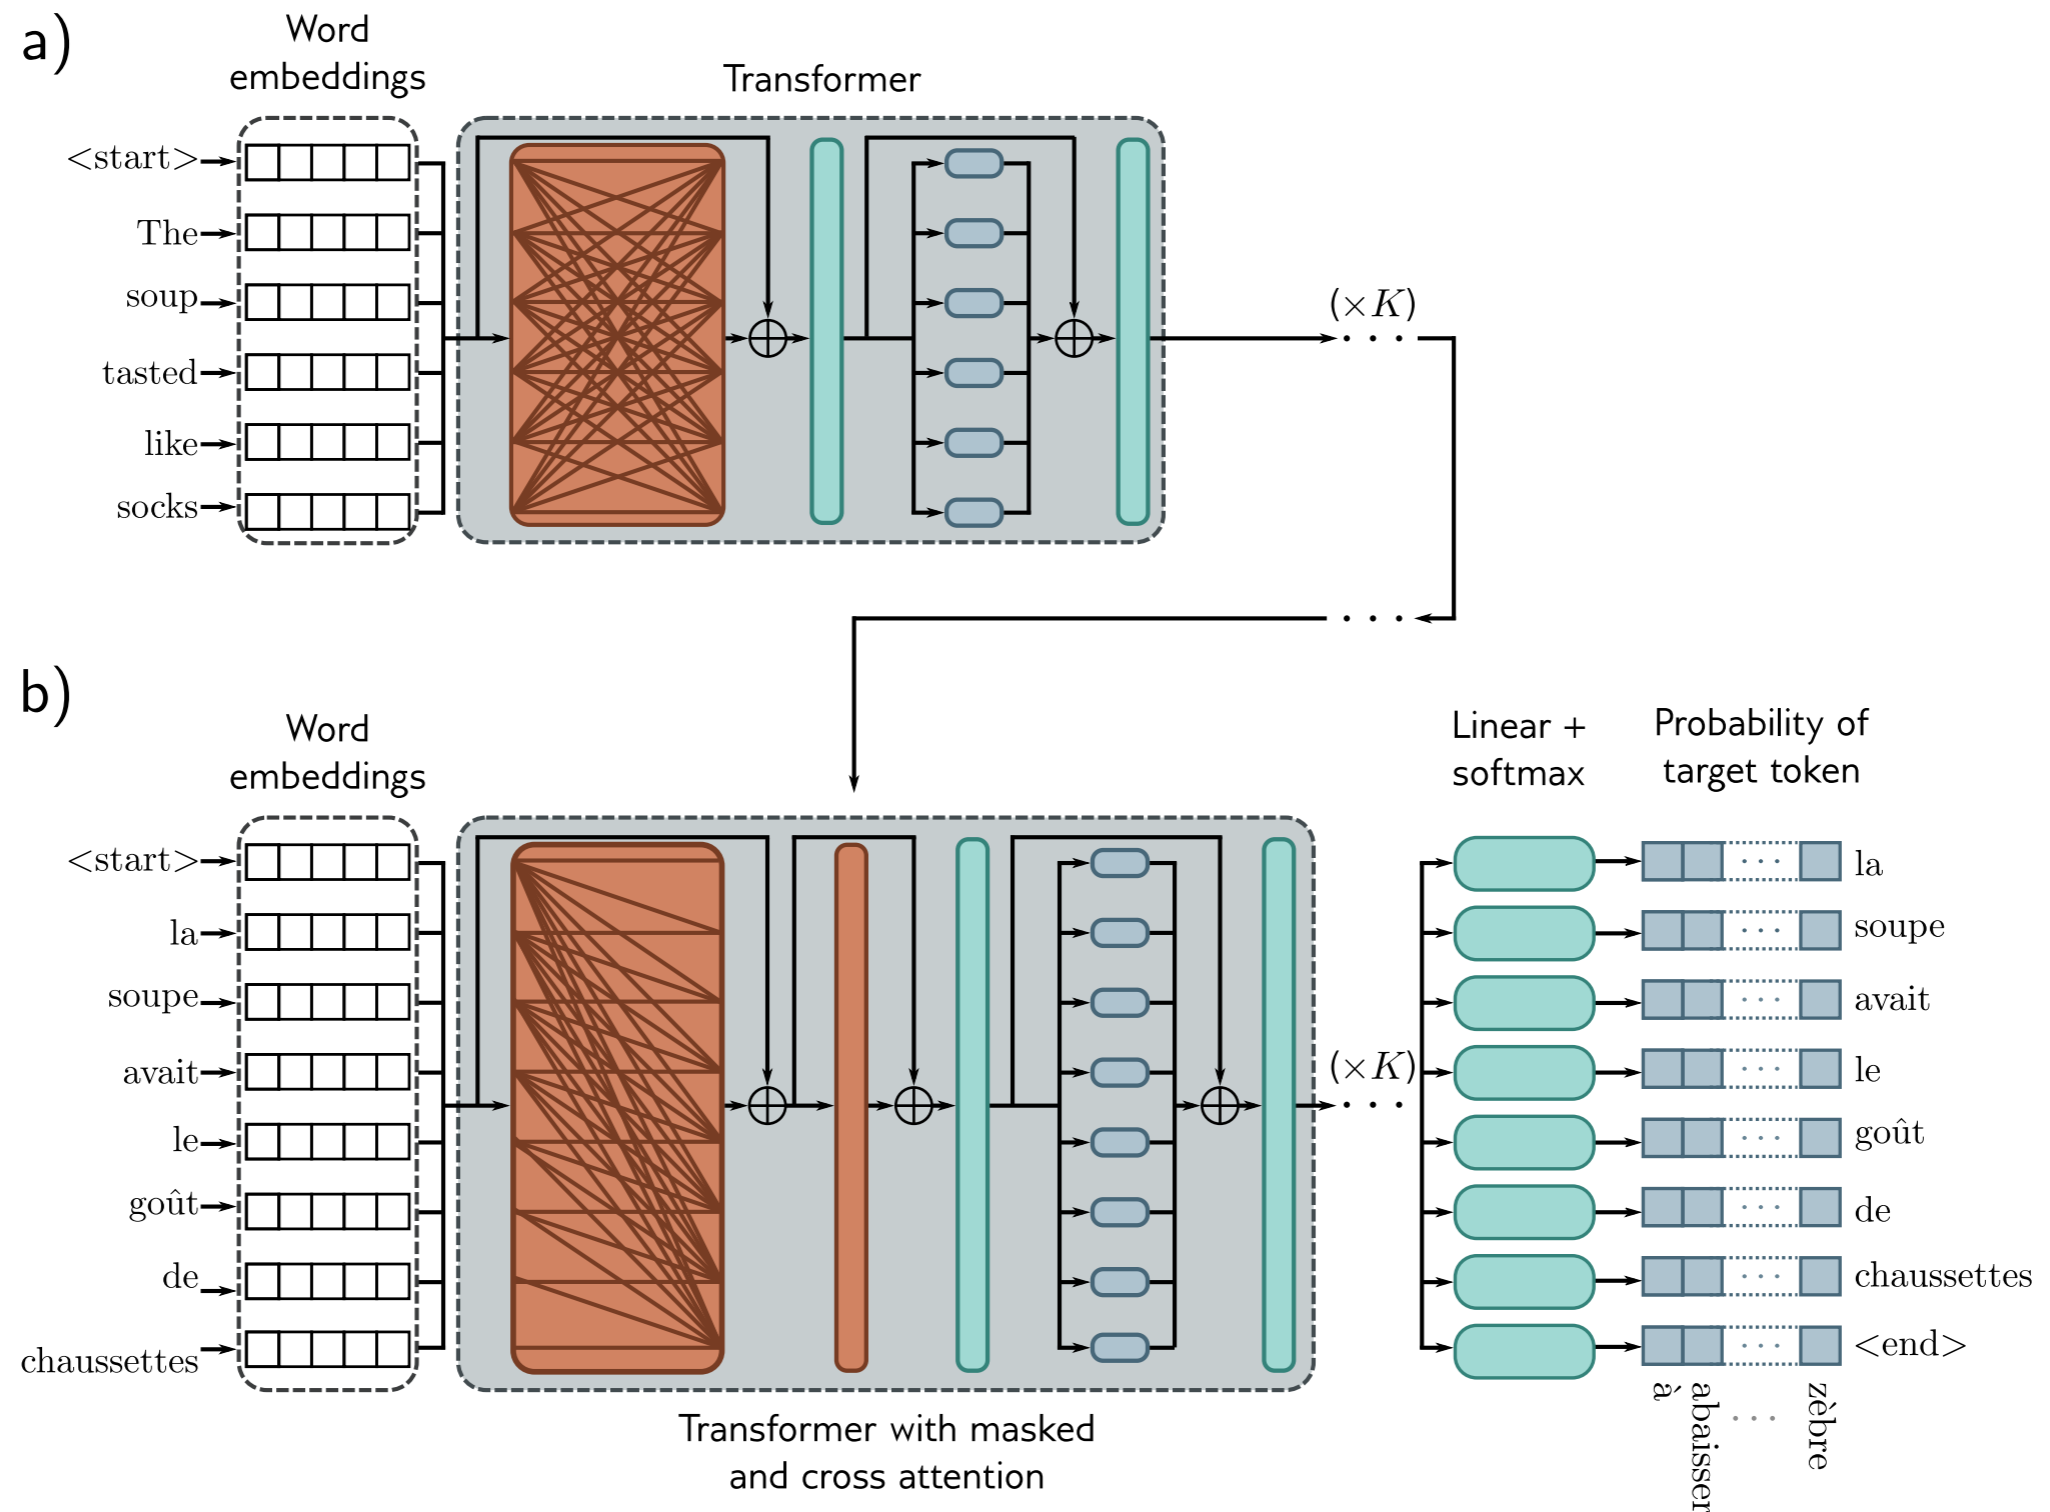 a)
Word
embeddings
Transformer
<start>
The
soup
tasted
like
socks
(×K)
. . .
. . .
b)
Word
embeddings
Linear +
softmax
Probability of
target token
<start>
la
soupe
avait
le
goût
de
chaussettes
(×K)
. . .
... la
... soupe
... avait
... le
... goût
... de
... chaussettes
... <end>
à
abaisser
...
zèbre
Transformer with masked
and cross attention